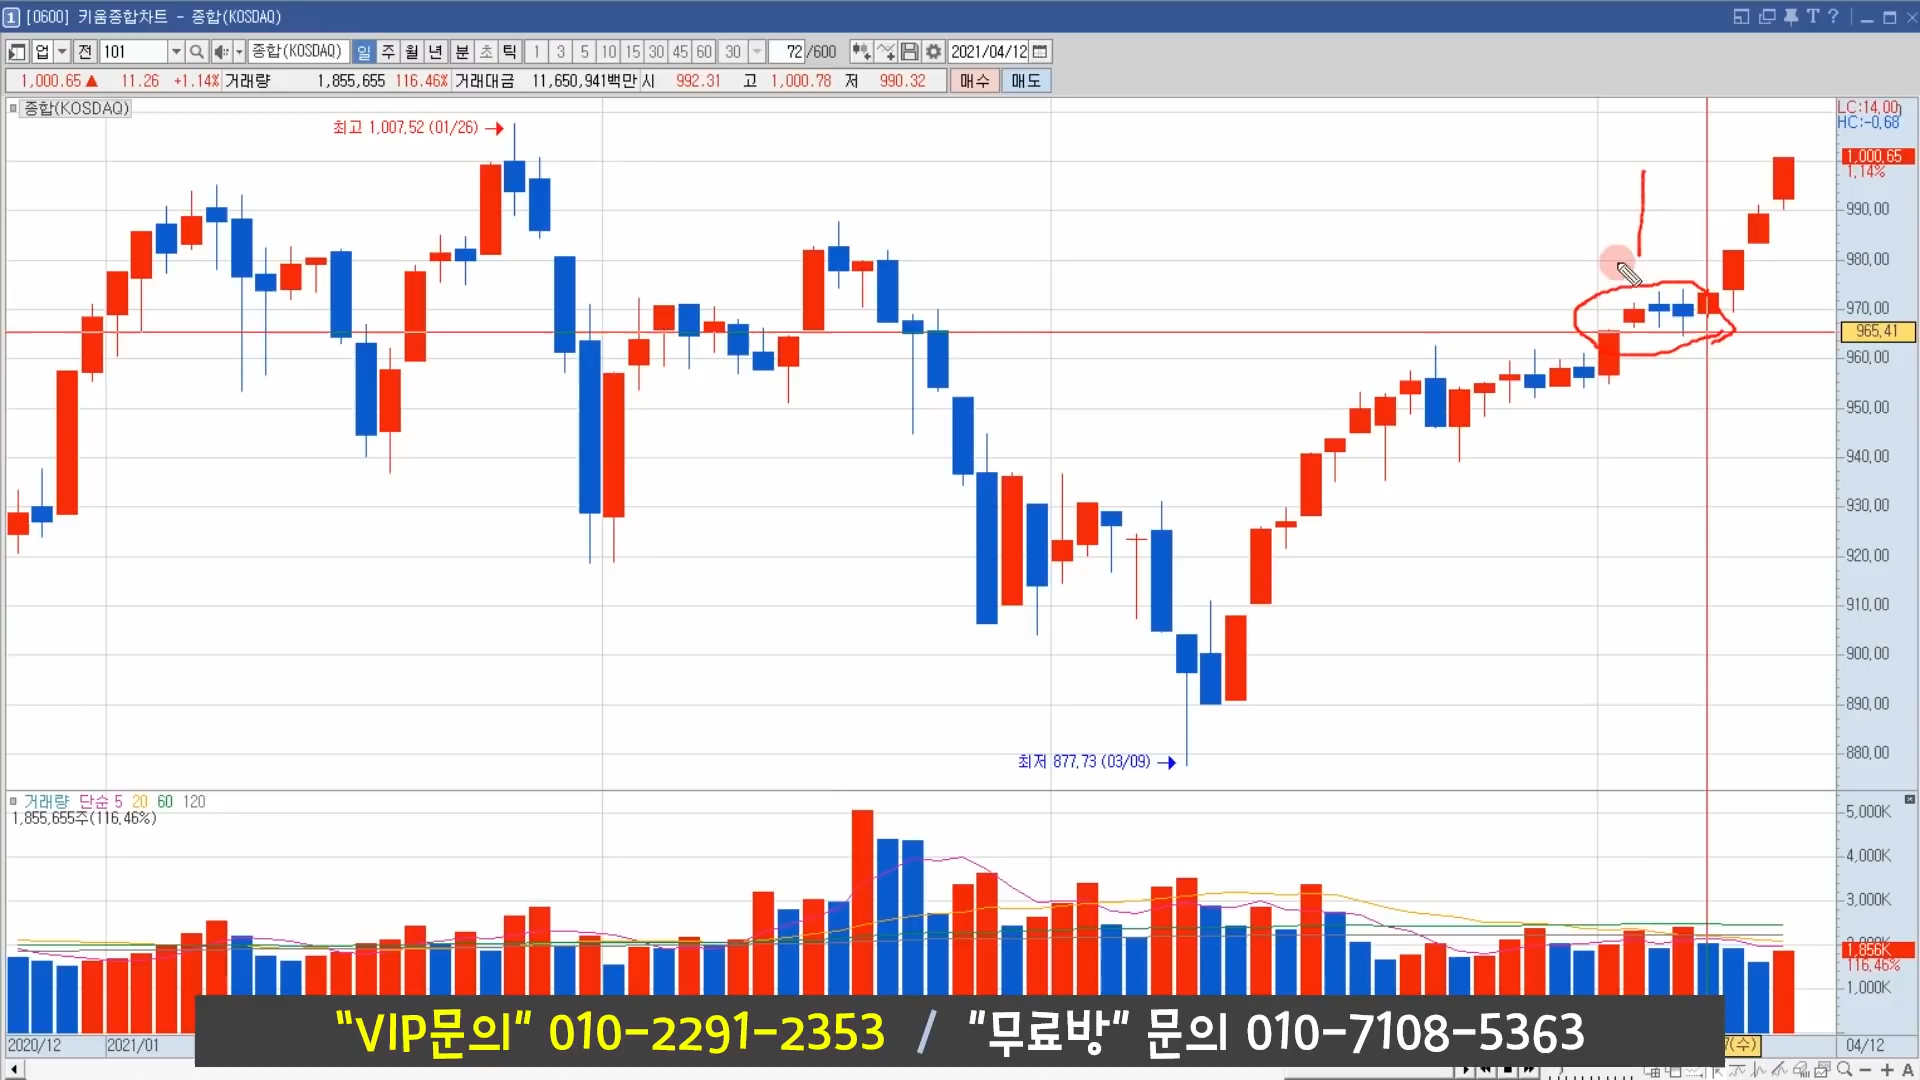 1 [0600] 키움종합차트 - 종합(KOSDAQ) T ?
업 전 101 종합(KOSDAQ) 일 주 월 년 분 초 틱 1 3 5 10 15 30 45 60 30 72 /600 2021/04/12
1,000.65 ▲ 11.26 +1.14% 거래량 1,855,655 116.46% 거래대금 11,650,941백만 시 992.31 고 1,000.78 저 990.32 매수 매도
종합(KOSDAQ)
LC:14.00
HC:-0.68
최고 1,007.52 (01/26) →
1,000.65
1.14%
990.00
980.00
970.00
965.41
960.00
950.00
940.00
930.00
920.00
910.00
900.00
890.00
880.00
최저 877.73 (03/09) →
거래량 단순 5 20 60 120
1,855,655주(116.46%)
5,000K
4,000K
3,000K
1,856K
116.46%
1,000K
"VIP문의" 010-2291-2353 / "무료방" 문의 010-7108-5363
2020/12 2021/01 7(수) 04/12
A